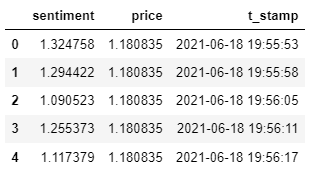 sentiment price t_stamp
0 1.324758 1.180835 2021-06-18 19:55:53
1 1.294422 1.180835 2021-06-18 19:55:58
2 1.090523 1.180835 2021-06-18 19:56:05
3 1.255373 1.180835 2021-06-18 19:56:11
4 1.117379 1.180835 2021-06-18 19:56:17